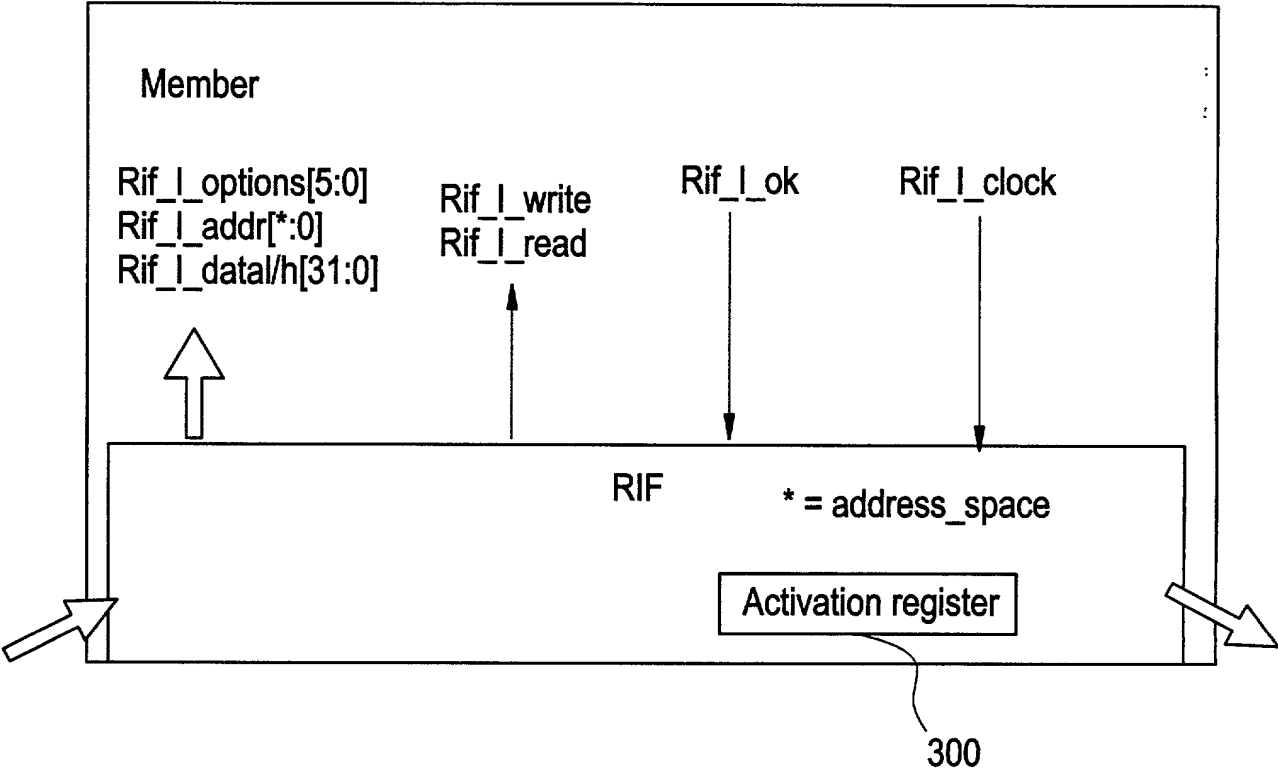 Member
Rif_I_options[5:0]
Rif_I_addr[*:0]
Rif_I_datal/h[31:0]
Rif_I_write
Rif_I_read
Rif_I_ok
Rif_I_clock
RIF
* = address_space
Activation register
300